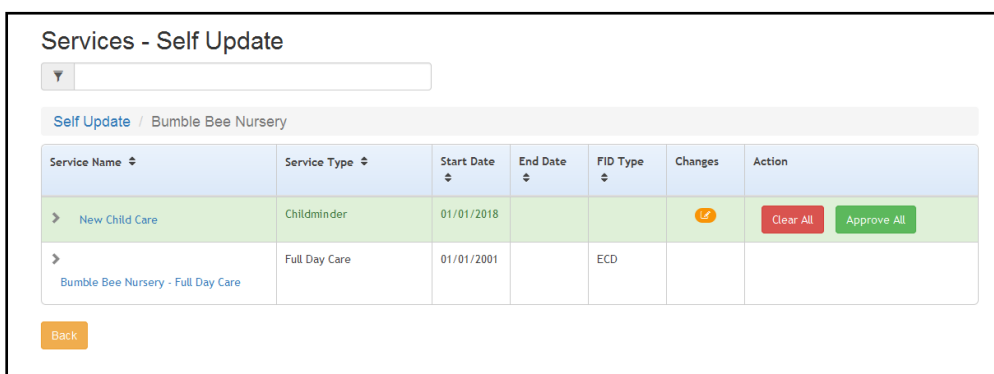 Services - Self Update
Self Update / Bumble Bee Nursery
Service Name Service Type Start Date End Date FID Type Changes Action
New Child Care Childminder 01/01/2018 Clear All Approve All
Full Day Care 01/01/2001 ECD
Bumble Bee Nursery - Full Day Care
Back